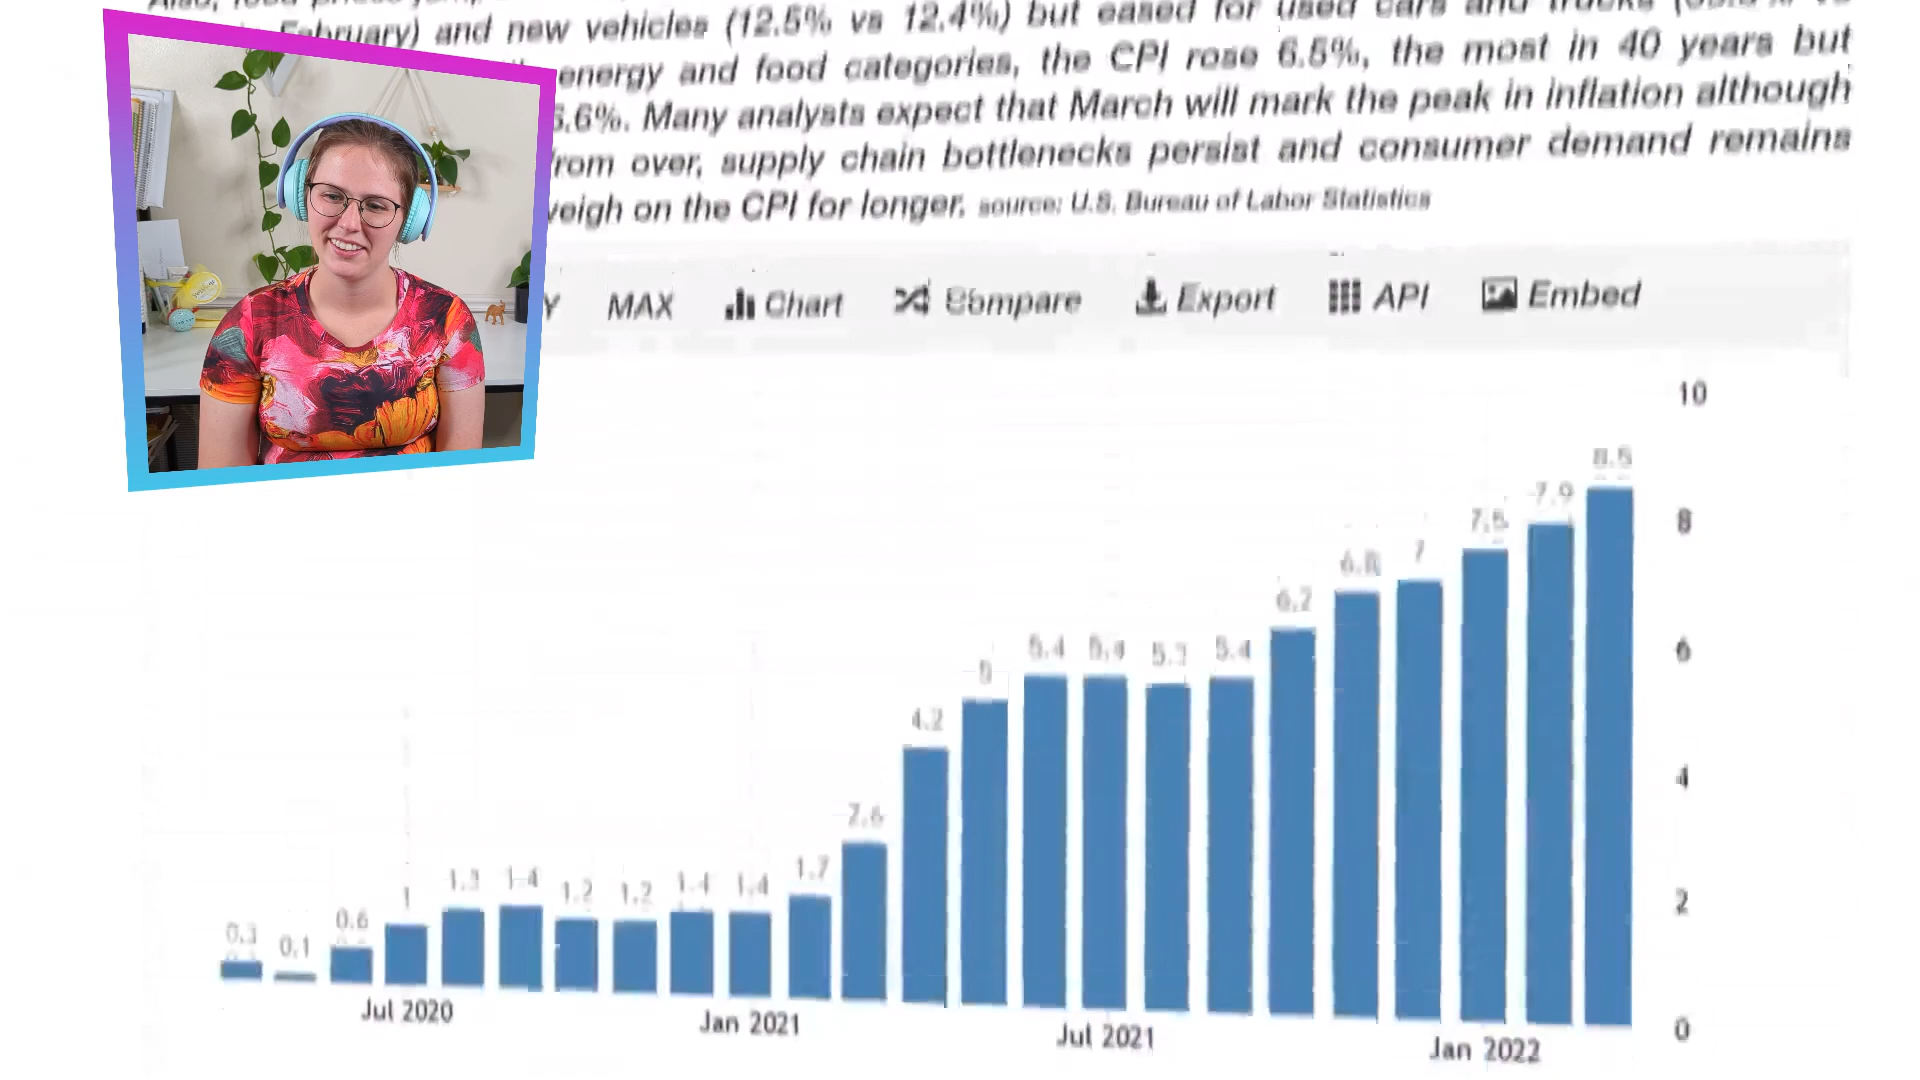 February) and new vehicles (12.5% vs 12.4%) but eased for used cars and trucks
energy and food categories, the CPI rose 6.5%, the most in 40 years but
6.6%. Many analysts expect that March will mark the peak in inflation although
from over, supply chain bottlenecks persist and consumer demand remains
weigh on the CPI for longer. source: U.S. Bureau of Labor Statistics
Y MAX Chart Compare Export API Embed
10
8
6
4
2
0
0.3 0.1 0.6 1 1.3 1.4 1.2 1.2 1.4 1.4 1.7 2.6 4.2 5 5.4 5.4 5.3 5.4 6.2 6.8 7 7.5 7.9 8.5
Jul 2020 Jan 2021 Jul 2021 Jan 2022